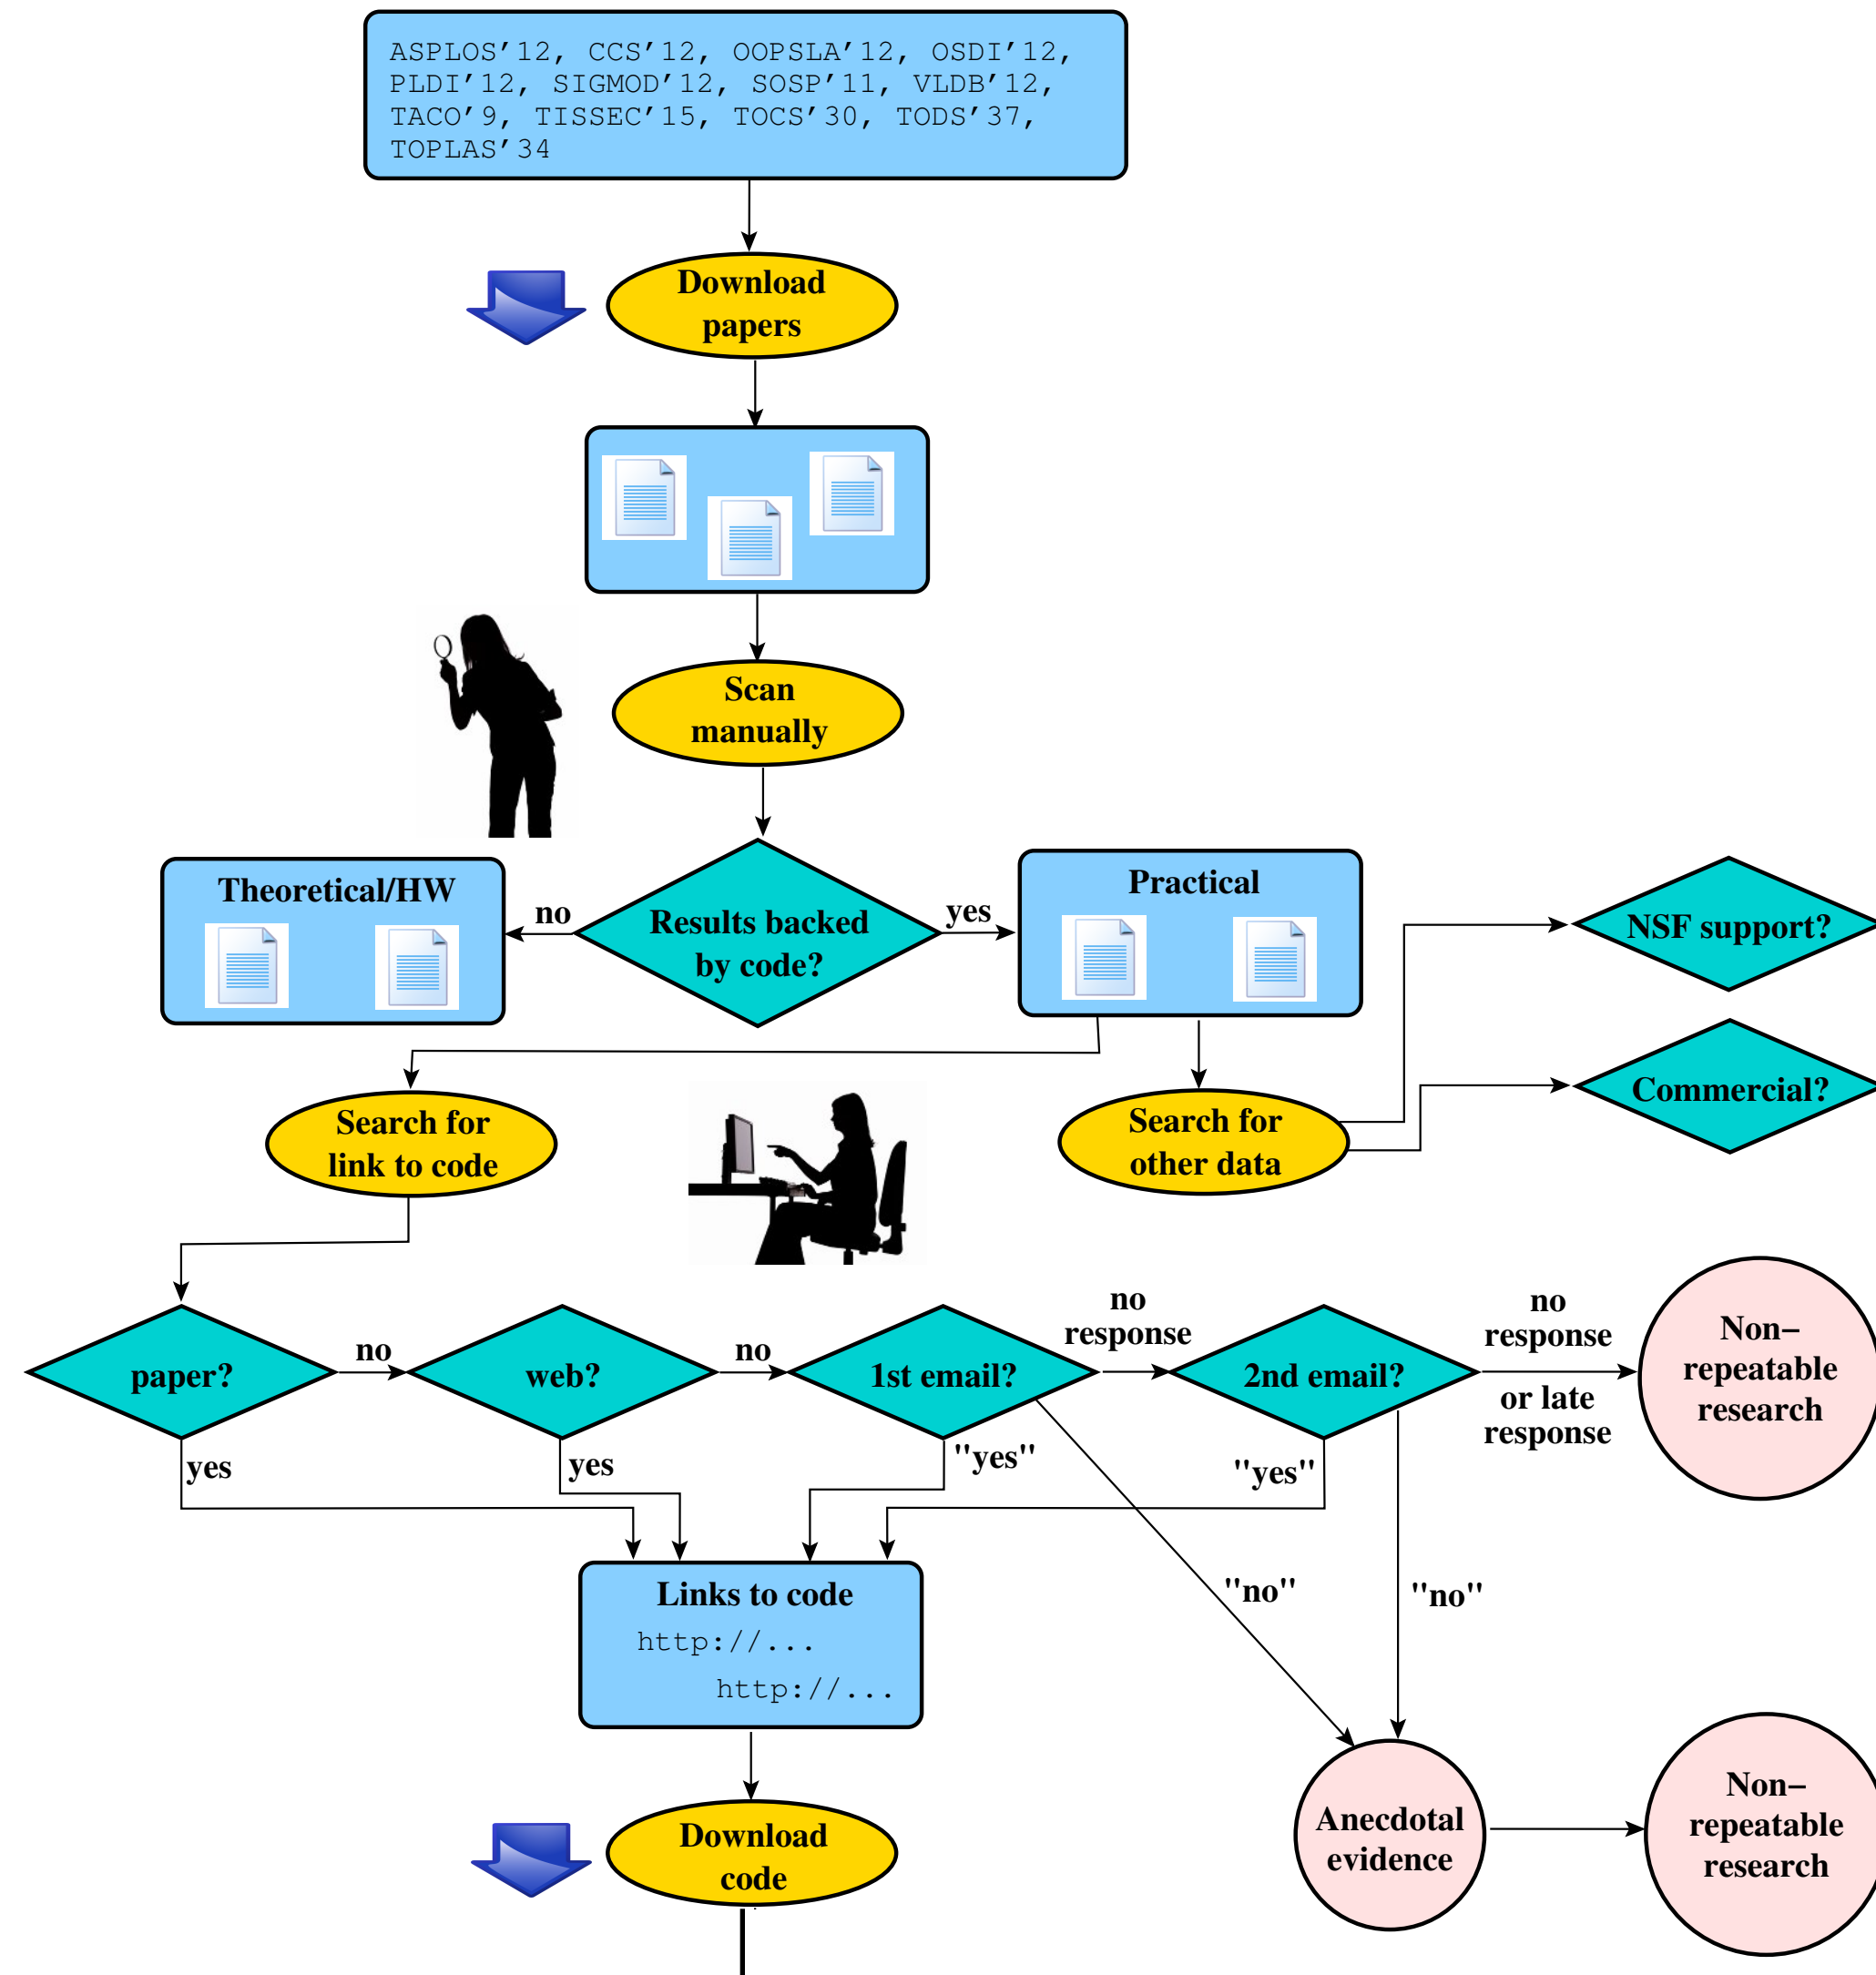 ASPLOS'12, CCS'12, OOPSLA'12, OSDI'12,
PLDI'12, SIGMOD'12, SOSP'11, VLDB'12,
TACO'9, TISSEC'15, TOCS'30, TODS'37,
TOPLAS'34
Download
papers
Scan
manually
Theoretical/HW
no
Results backed
by code?
yes
Practical
NSF support?
Commercial?
Search for
link to code
Search for
other data
paper?
no
web?
no
1st email?
no
response
2nd email?
no
response
or late
response
Non-
repeatable
research
yes
yes
"yes"
"yes"
"no"
"no"
Links to code
http://...
http://...
Download
code
Anecdotal
evidence
Non-
repeatable
research